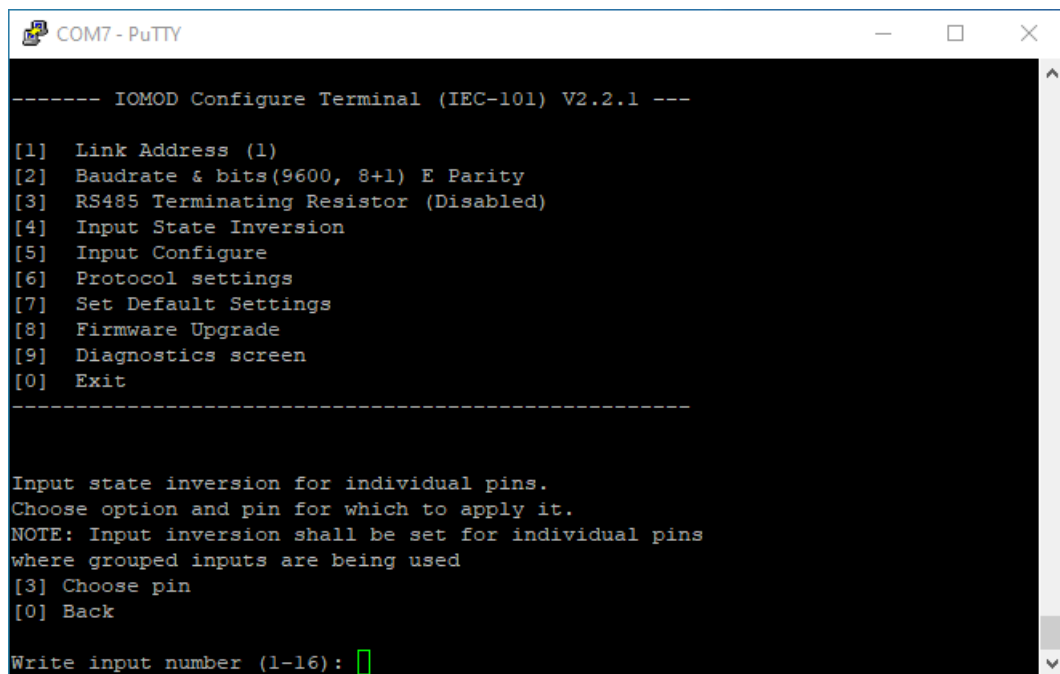 COM7 - PuTTY
------- IOMOD Configure Terminal (IEC-101) V2.2.1 ---
[1] Link Address (1)
[2] Baudrate & bits(9600, 8+1) E Parity
[3] RS485 Terminating Resistor (Disabled)
[4] Input State Inversion
[5] Input Configure
[6] Protocol settings
[7] Set Default Settings
[8] Firmware Upgrade
[9] Diagnostics screen
[0] Exit
-----------------------------------------------------
Input state inversion for individual pins.
Choose option and pin for which to apply it.
NOTE: Input inversion shall be set for individual pins
where grouped inputs are being used
[3] Choose pin
[0] Back
Write input number (1-16):